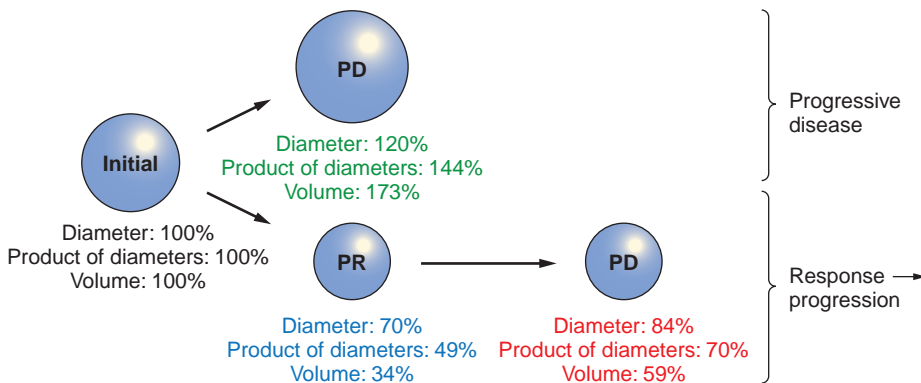 PD
Progressive
disease
Diameter: 120%
Product of diameters: 144%
Volume: 173%
Initial
Diameter: 100%
Product of diameters: 100%
Volume: 100%
PR
PD
Response
progression
Diameter: 70%
Product of diameters: 49%
Volume: 34%
Diameter: 84%
Product of diameters: 70%
Volume: 59%